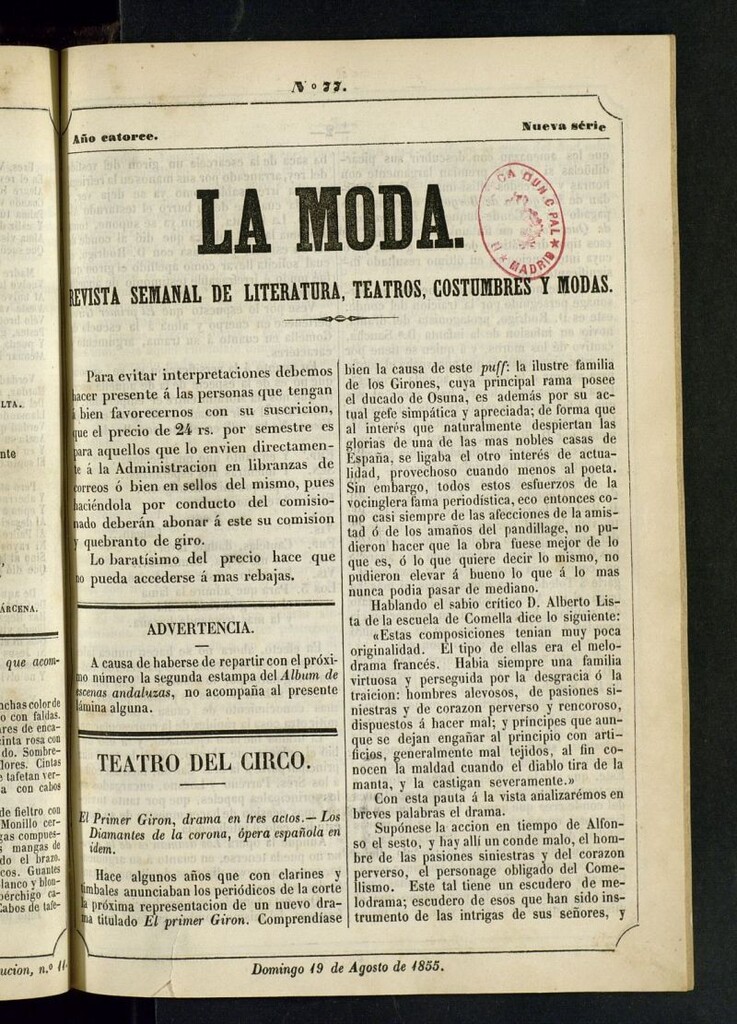 Nº 77.
Año catorce.
Nueva série
LA MODA.
REVISTA SEMANAL DE LITERATURA, TEATROS, COSTUMBRES Y MODAS.
MADRID
Para evitar interpretaciones debemos
hacer presente á las personas que tengan
á bien favorecernos con su suscricion,
que el precio de 24 rs. por semestre es
para aquellos que lo envien directamen-
te á la Administracion en libranzas de
correos ó bien en sellos del mismo, pues
haciéndola por conducto del comisio-
nado deberán abonar á este su comision
y quebranto de giro.
Lo baratísimo del precio hace que
no pueda accederse á mas rebajas.
ADVERTENCIA.
A causa de haberse de repartir con el próxi-
mo número la segunda estampa del Album de
escenas andaluzas, no acompaña al presente
lámina alguna.
TEATRO DEL CIRCO.
El Primer Giron, drama en tres actos.— Los
Diamantes de la corona, ópera española en
idem.
Hace algunos años que con clarines y
timbales anunciaban los periódicos de la corte
la próxima representacion de un nuevo dra-
ma titulado El primer Giron. Comprendíase
bien la causa de este puff: la ilustre familia
de los Girones, cuya principal rama posee
el ducado de Osuna, es además por su ac-
tual gefe simpática y apreciada; de forma que
al interés que naturalmente despiertan las
glorias de una de las mas nobles casas de
España, se ligaba el otro interés de actua-
lidad, provechoso cuando menos al poeta.
Sin embargo, todos estos esfuerzos de la
vocinglera fama periodística, eco entonces co-
mo casi siempre de las afecciones de la amis-
tad ó de los amaños del pandillage, no pu-
dieron hacer que la obra fuese mejor de lo
que es, ó lo que quiere decir lo mismo, no
pudieron elevar á bueno lo que á lo mas
nunca podia pasar de mediano.
Hablando el sabio crítico D. Alberto Lis-
ta de la escuela de Comella dice lo siguiente:
«Estas composiciones tenian muy poca
originalidad. El tipo de ellas era el melo-
drama francés. Habia siempre una familia
virtuosa y perseguida por la desgracia ó la
traicion: hombres alevosos, de pasiones si-
niestras y de corazon perverso y rencoroso,
dispuestos á hacer mal; y príncipes que aun-
que se dejan engañar al principio con arti-
ficios, generalmente mal tejidos, al fin co-
nocen la maldad cuando el diablo tira de la
manta, y la castigan severamente.»
Con esta pauta á la vista analizarémos en
breves palabras el drama.
Supónese la accion en tiempo de Alfon-
so el sesto, y hay allí un conde malo, el hom-
bre de las pasiones siniestras y del corazon
perverso, el personage obligado del Come-
llismo. Este tal tiene un escudero de me-
lodrama; escudero de esos que han sido ins-
trumento de las intrigas de sus señores, y
Domingo 19 de Agosto de 1855.